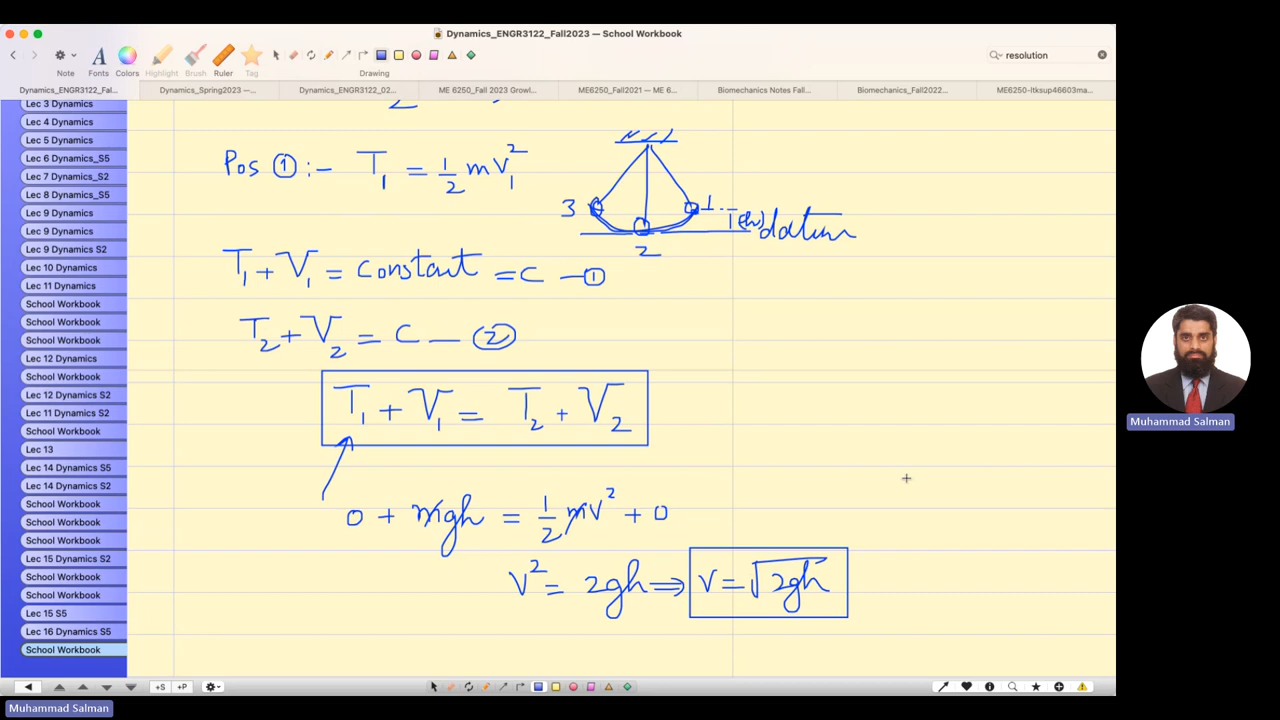 Dynamics_ENGR3122_Fall2023 — School Workbook
Note Fonts Colors Highlight Brush Ruler Tag Drawing
resolution
Dynamics_ENGR3122_Fal... Dynamics_Spring2023 —... Dynamics_ENGR3122_02... ME 6250_Fall 2023 Growl... ME6250_Fall2021 — ME 6... Biomechanics Notes Fall... Biomechanics_Fall2022... ME6250-ltksup46603ma...
Lec 3 Dynamics
Lec 4 Dynamics
Lec 5 Dynamics
Lec 6 Dynamics_S5
Lec 7 Dynamics_S2
Lec 8 Dynamics_S5
Lec 9 Dynamics
Lec 9 Dynamics
Lec 9 Dynamics S2
Lec 10 Dynamics
Lec 11 Dynamics
School Workbook
School Workbook
School Workbook
Lec 12 Dynamics
School Workbook
Lec 12 Dynamics S2
Lec 11 Dynamics S2
School Workbook
Lec 13
Lec 14 Dynamics S5
Lec 14 Dynamics S2
School Workbook
School Workbook
School Workbook
Lec 15 Dynamics S2
School Workbook
School Workbook
Lec 15 S5
Lec 16 Dynamics S5
School Workbook
Pos ① :- T₁ = 1/2 mV₁²
3 1 (h) datum
2
T₁ + V₁ = Constant = C — ①
T₂ + V₂ = C — ②
T₁ + V₁ = T₂ + V₂
0 + mgh = 1/2 mv² + 0
V² = 2gh ⇒ V = √2gh
+S +P
Muhammad Salman
Muhammad Salman